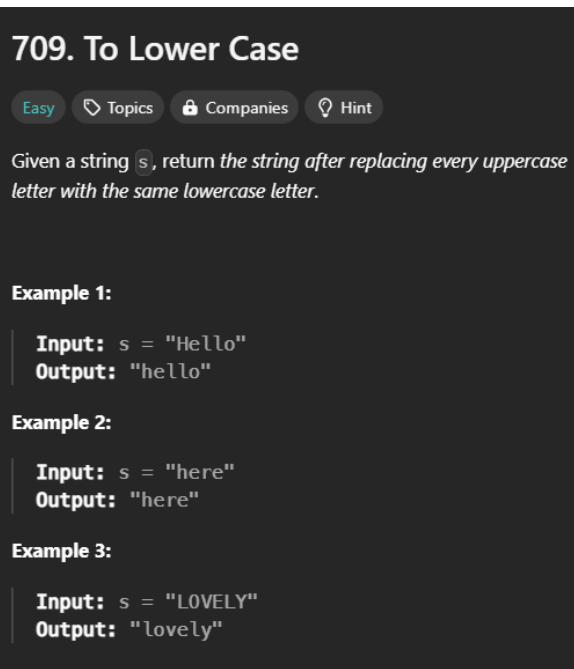 709. To Lower Case
Easy Topics Companies Hint
Given a string s, return the string after replacing every uppercase
letter with the same lowercase letter.
Example 1:
Input: s = "Hello"
Output: "hello"
Example 2:
Input: s = "here"
Output: "here"
Example 3:
Input: s = "LOVELY"
Output: "lovely"